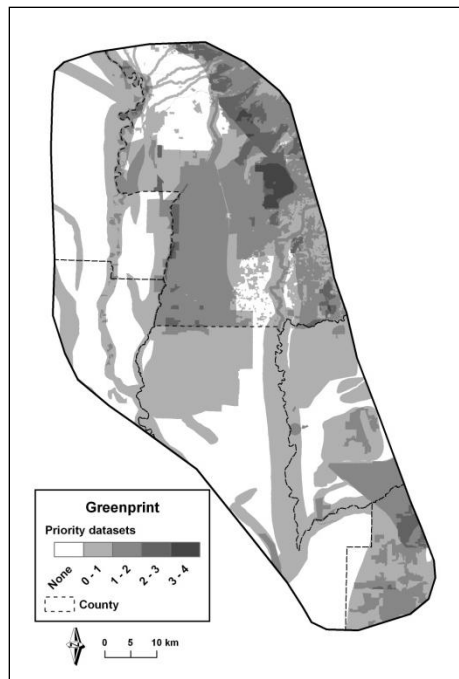 Greenprint
Priority datasets
None
0 - 1
1 - 2
2 - 3
3 - 4
County
0 5 10 km